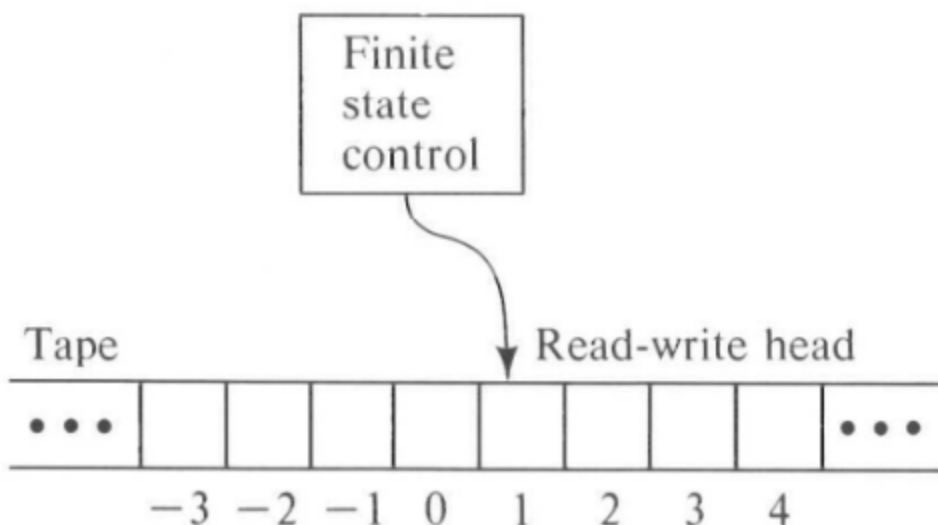 Finite
state
control
Tape
Read-write head
−3 −2 −1 0 1 2 3 4